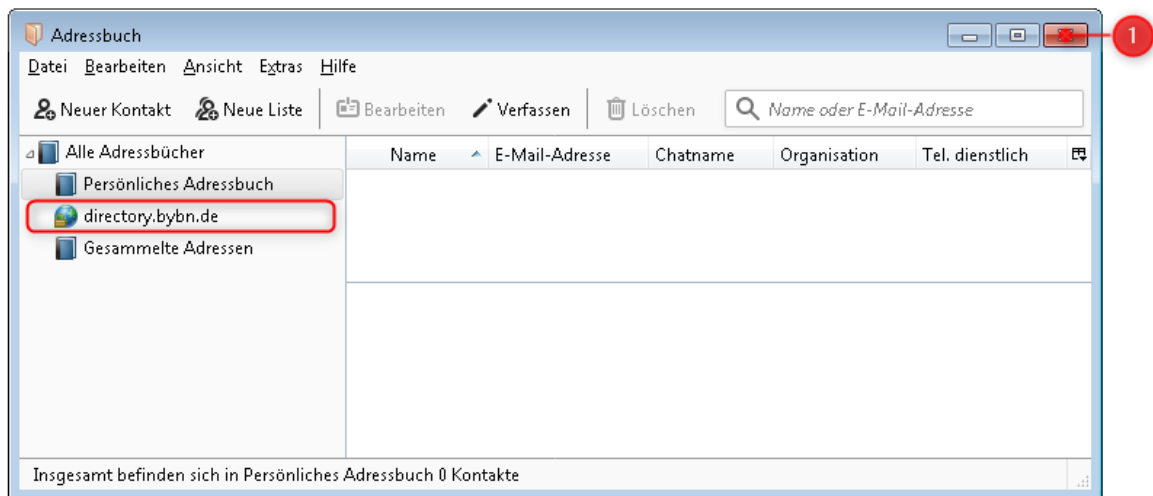 Adressbuch
1
Datei Bearbeiten Ansicht Extras Hilfe
Neuer Kontakt Neue Liste Bearbeiten Verfassen Löschen Name oder E-Mail-Adresse
Alle Adressbücher Name E-Mail-Adresse Chatname Organisation Tel. dienstlich
Persönliches Adressbuch
directory.bybn.de
Gesammelte Adressen
Insgesamt befinden sich in Persönliches Adressbuch 0 Kontakte